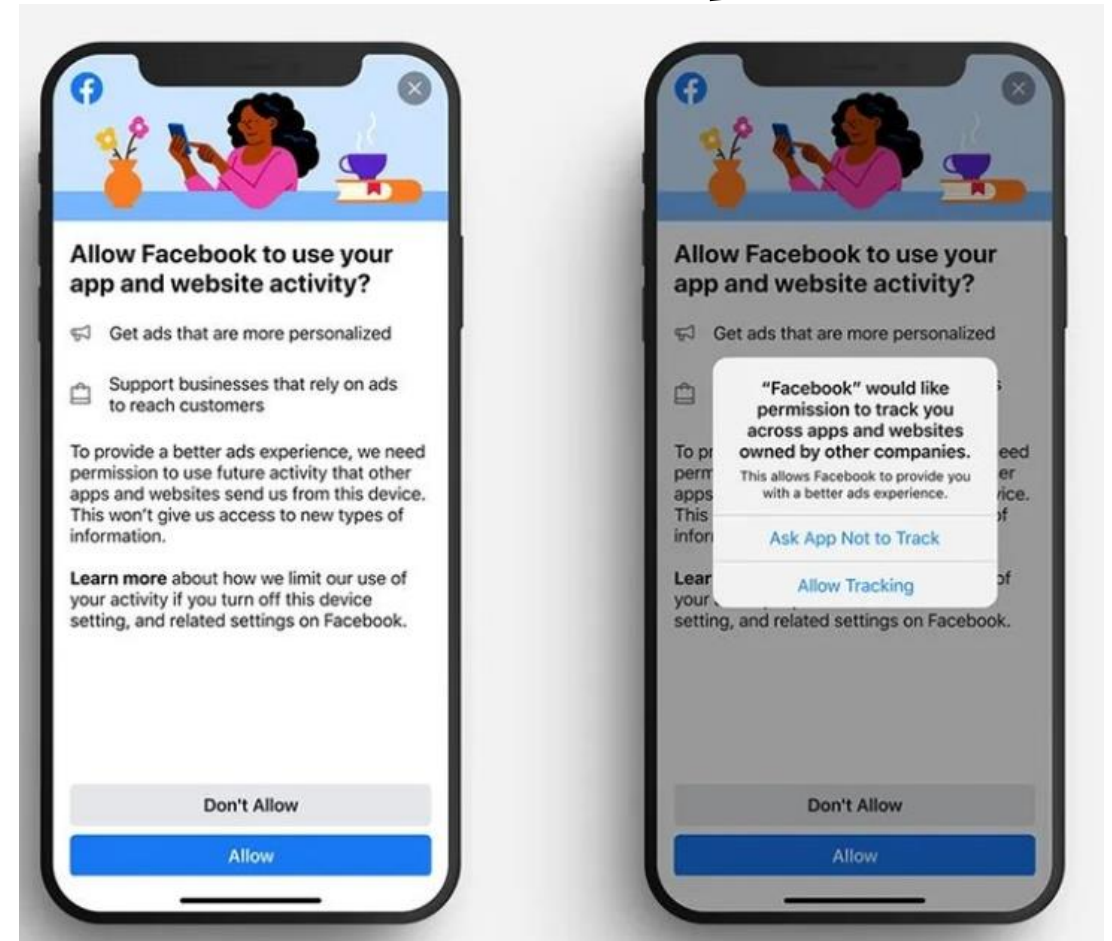 Allow Facebook to use your
app and website activity?
Get ads that are more personalized
Support businesses that rely on ads
to reach customers
To provide a better ads experience, we need
permission to use future activity that other
apps and websites send us from this device.
This won't give us access to new types of
information.
Learn more about how we limit our use of
your activity if you turn off this device
setting, and related settings on Facebook.
Don't Allow
Allow
Allow Facebook to use your
app and website activity?
Get ads that are more personalized
"Facebook" would like
permission to track you
across apps and websites
owned by other companies.
This allows Facebook to provide you
with a better ads experience.
Ask App Not to Track
Allow Tracking
setting, and related settings on Facebook.
Don't Allow
Allow